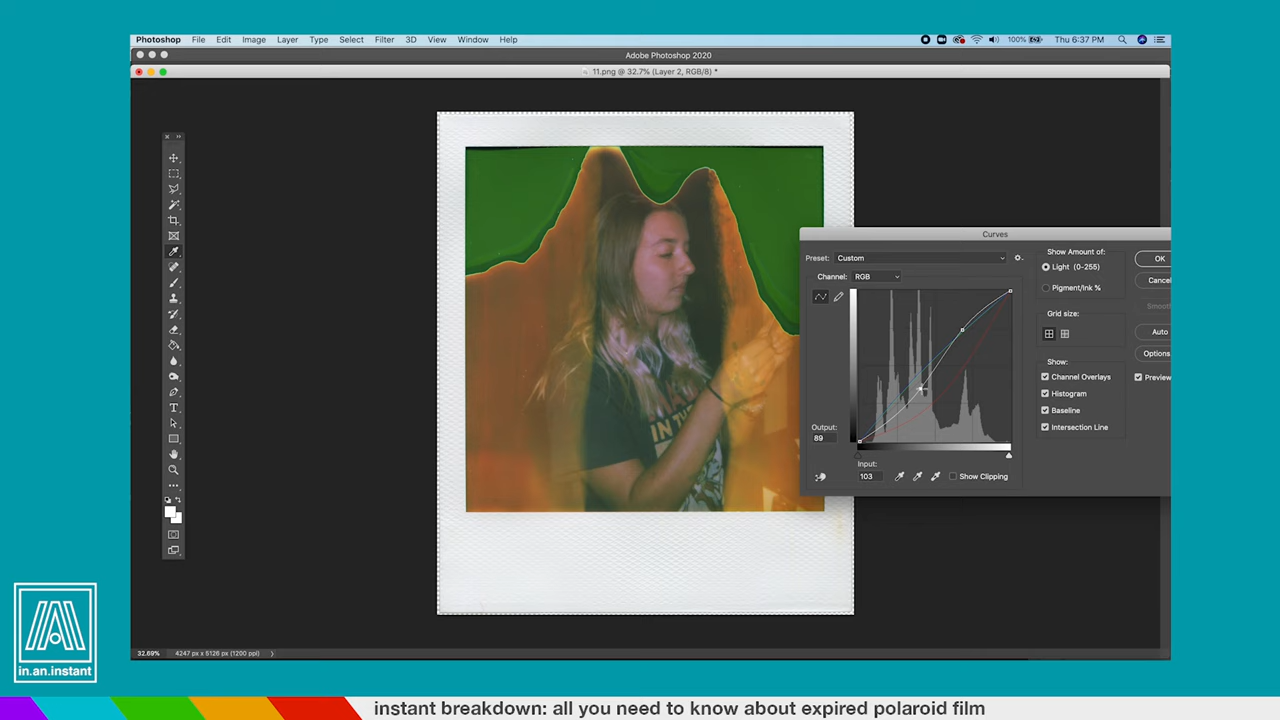 Photoshop File Edit Image Layer Type Select Filter 3D View Window Help 100% Thu 6:37 PM
Adobe Photoshop 2020
11.png @ 32.7% (Layer 2, RGB/8) *
Curves
Preset: Custom
Channel: RGB
Show Amount of:
Light (0-255)
Pigment/Ink %
Grid size:
Show:
Channel Overlays
Histogram
Baseline
Intersection Line
OK
Cance
Smoot
Auto
Options
Preview
Output:
89
Input:
103
Show Clipping
IN THE
32.69% 4247 px x 5126 px (1200 ppi)
in.an.instant
instant breakdown: all you need to know about expired polaroid film